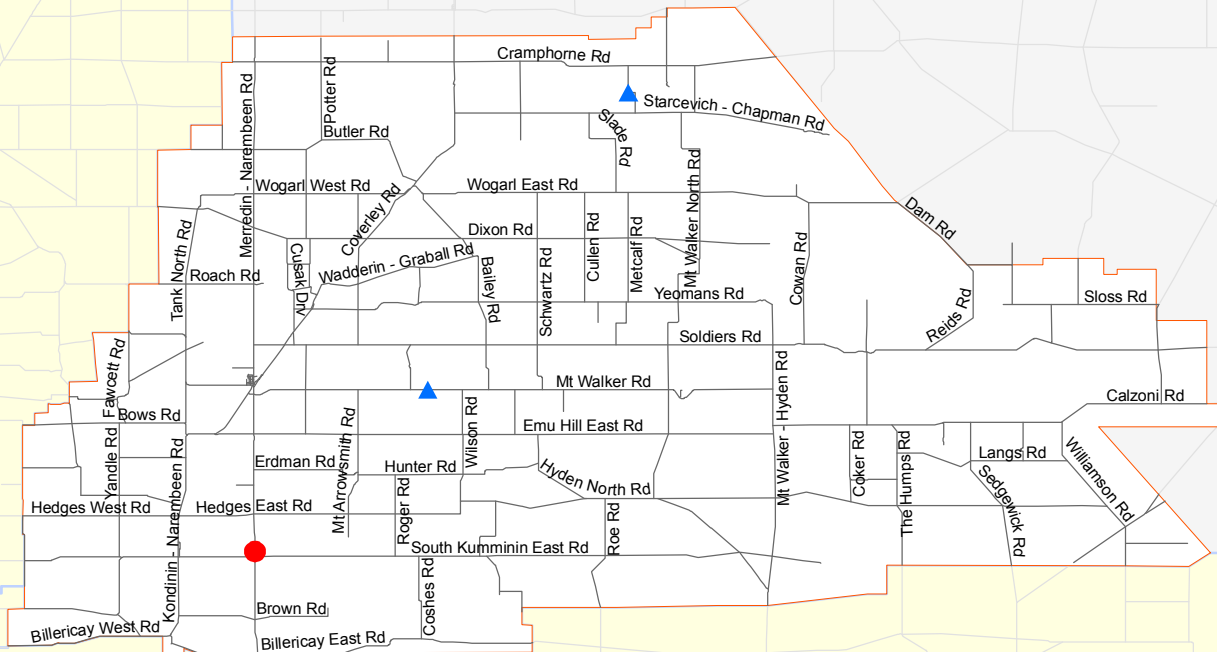 Cramphorne Rd
Potter Rd
Merredin - Narembeen Rd
Starcevich - Chapman Rd
Slade Rd
Butler Rd
Mt Walker North Rd
Wogarl West Rd
Wogarl East Rd
Coverley Rd
Dam Rd
Tank North Rd
Dixon Rd
Cullen Rd
Metcalf Rd
Cowan Rd
Cusak Drv
Wadderin - Graball Rd
Bailey Rd
Schwartz Rd
Roach Rd
Yeomans Rd
Reids Rd
Sloss Rd
Soldiers Rd
Fawcett Rd
Mt Walker Rd
Mt Walker - Hyden Rd
Calzoni Rd
Bows Rd
Mt Arrowsmith Rd
Wilson Rd
Emu Hill East Rd
Yandle Rd
Kondinin - Narembeen Rd
Erdman Rd
Hunter Rd
Hyden North Rd
Coker Rd
The Humps Rd
Langs Rd
Sedgewick Rd
Williamson Rd
Hedges West Rd
Hedges East Rd
Roger Rd
Roe Rd
South Kumminin East Rd
Coshes Rd
Brown Rd
Billericay West Rd
Billericay East Rd